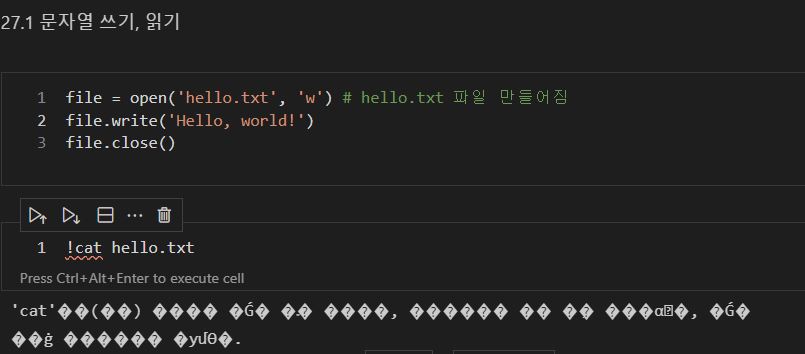 27.1 문자열 쓰기, 읽기
1 file = open('hello.txt', 'w') # hello.txt 파일 만들어짐
2 file.write('Hello, world!')
3 file.close()
1 !cat hello.txt
Press Ctrl+Alt+Enter to execute cell
'cat'��(��) ���� �Ǵ� �ܺ� ����, ������ �� �ִ� ���α׷�, �Ǵ�
��ġ ������ �ƴմϴ�.